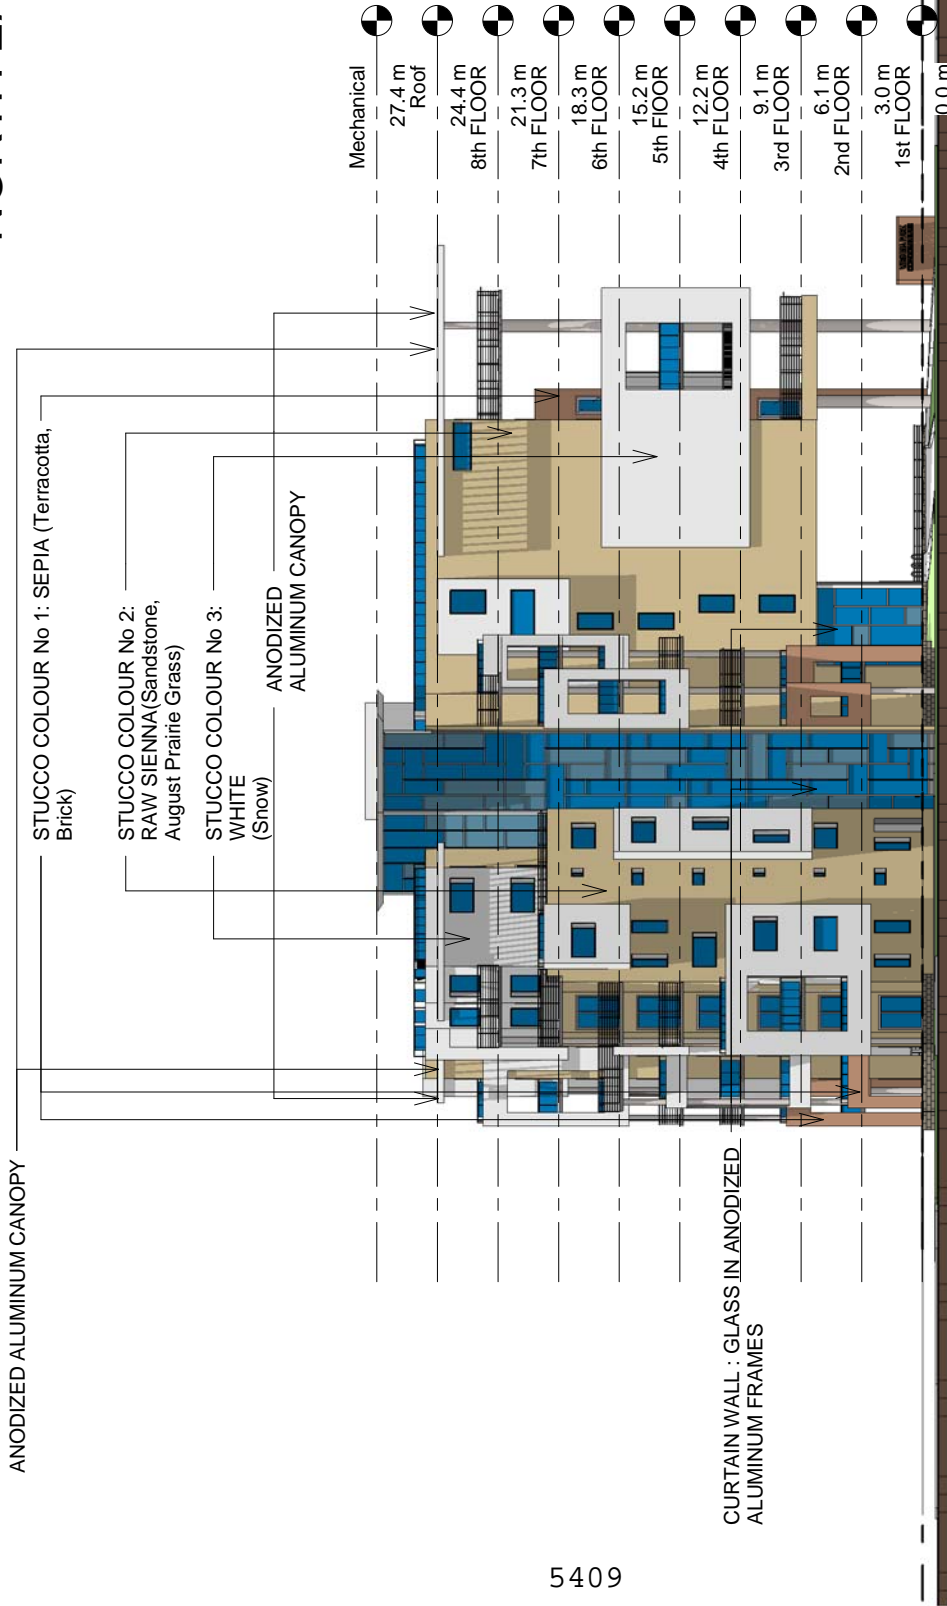 ANODIZED ALUMINUM CANOPY
STUCCO COLOUR No 1: SEPIA (Terracotta,
Brick)
STUCCO COLOUR No 2:
RAW SIENNA(Sandstone,
August Prairie Grass)
STUCCO COLOUR No 3:
WHITE
(Snow)
ANODIZED
ALUMINUM CANOPY
Mechanical
27.4 m
Roof
24.4 m
8th FLOOR
21.3 m
7th FLOOR
18.3 m
6th FLOOR
15.2 m
5th FlOOR
12.2 m
4th FLOOR
9.1 m
3rd FLOOR
6.1 m
2nd FLOOR
3.0 m
1st FLOOR
0.0 m
CURTAIN WALL : GLASS IN ANODIZED
ALUMINUM FRAMES
5409